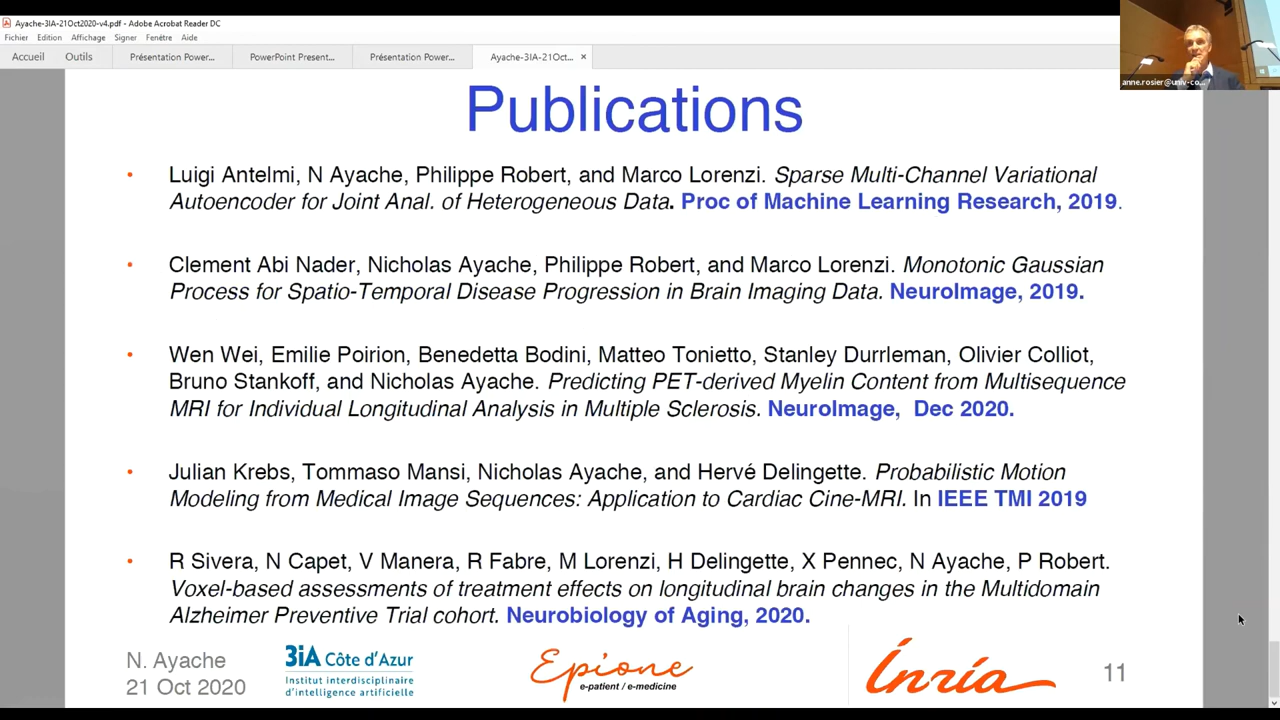 Ayache-3IA-21Oct2020-v4.pdf - Adobe Acrobat Reader DC
Fichier Edition Affichage Signer Fenêtre Aide
Accueil Outils Présentation Power... PowerPoint Present... Présentation Power... Ayache-3IA-21Oct... ×
anne.rosier@univ-co...
Publications
• Luigi Antelmi, N Ayache, Philippe Robert, and Marco Lorenzi. Sparse Multi-Channel Variational
Autoencoder for Joint Anal. of Heterogeneous Data. Proc of Machine Learning Research, 2019.
• Clement Abi Nader, Nicholas Ayache, Philippe Robert, and Marco Lorenzi. Monotonic Gaussian
Process for Spatio-Temporal Disease Progression in Brain Imaging Data. NeuroImage, 2019.
• Wen Wei, Emilie Poirion, Benedetta Bodini, Matteo Tonietto, Stanley Durrleman, Olivier Colliot,
Bruno Stankoff, and Nicholas Ayache. Predicting PET-derived Myelin Content from Multisequence
MRI for Individual Longitudinal Analysis in Multiple Sclerosis. NeuroImage, Dec 2020.
• Julian Krebs, Tommaso Mansi, Nicholas Ayache, and Hervé Delingette. Probabilistic Motion
Modeling from Medical Image Sequences: Application to Cardiac Cine-MRI. In IEEE TMI 2019
• R Sivera, N Capet, V Manera, R Fabre, M Lorenzi, H Delingette, X Pennec, N Ayache, P Robert.
Voxel-based assessments of treatment effects on longitudinal brain changes in the Multidomain
Alzheimer Preventive Trial cohort. Neurobiology of Aging, 2020.
N. Ayache
21 Oct 2020
3iA Côte d'Azur
Institut interdisciplinaire
d'intelligence artificielle
Epione
e-patient / e-medicine
Inria
11